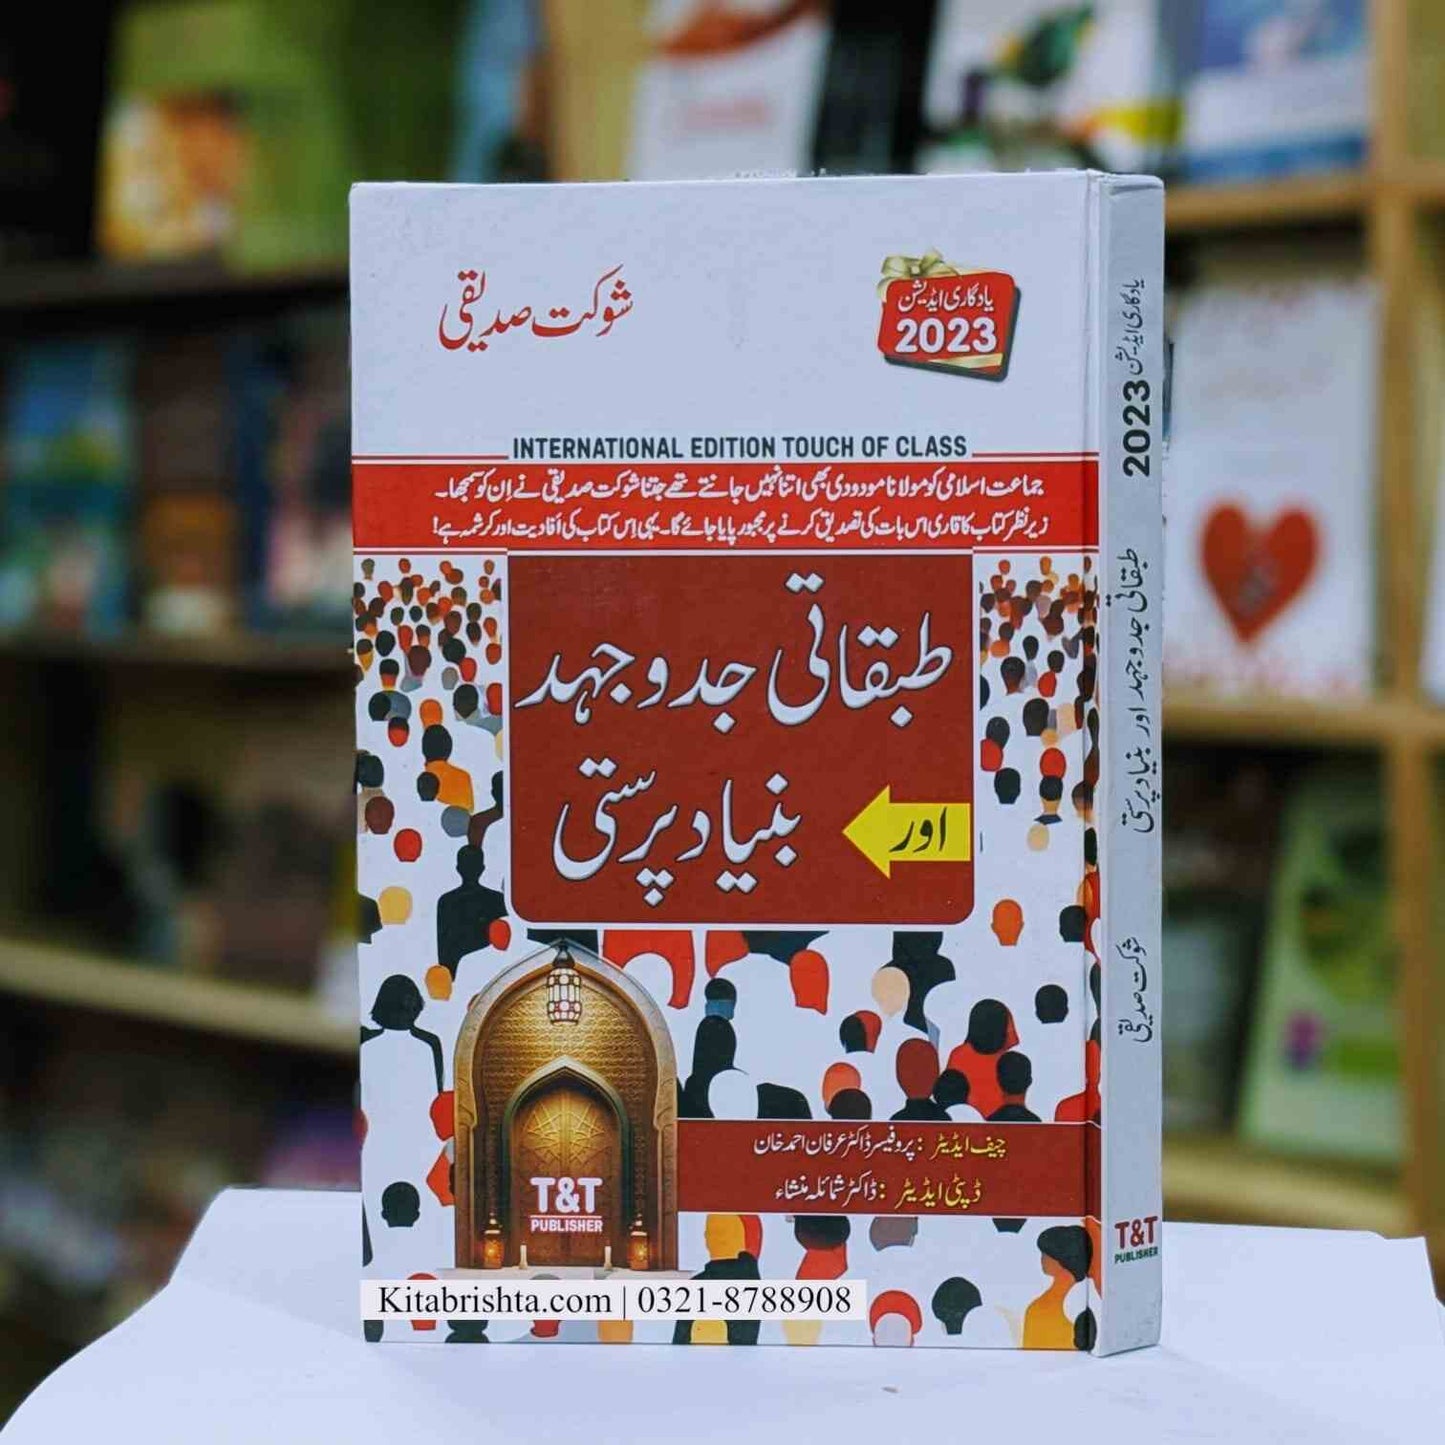 شوکت صدیقی
یادگاری ایڈیشن
2023
INTERNATIONAL EDITION TOUCH OF CLASS
جماعت اسلامی کو مولانا مودودی بھی اتنا نہیں جانتے تھے جتنا شوکت صدیقی نے اِن کو سمجھا۔
زیرِ نظر کتاب کا قاری اس بات کی تصدیق کرنے پر مجبور پایا جائے گا۔ یہی اِس کتاب کی افادیت اور کرشمہ ہے!
طبقاتی جدوجہد
اور بنیاد پرستی
چیف ایڈیٹر: پروفیسر ڈاکٹر عرفان احمد خان
ڈپٹی ایڈیٹر: ڈاکٹر شمائلہ منشاء
T&T
PUBLISHER
Kitabrishta.com | 0321-8788908
یادگاری ایڈیشن 2023 طبقاتی جدوجہد اور بنیاد پرستی شوکت صدیقی
T&T
PUBLISHER